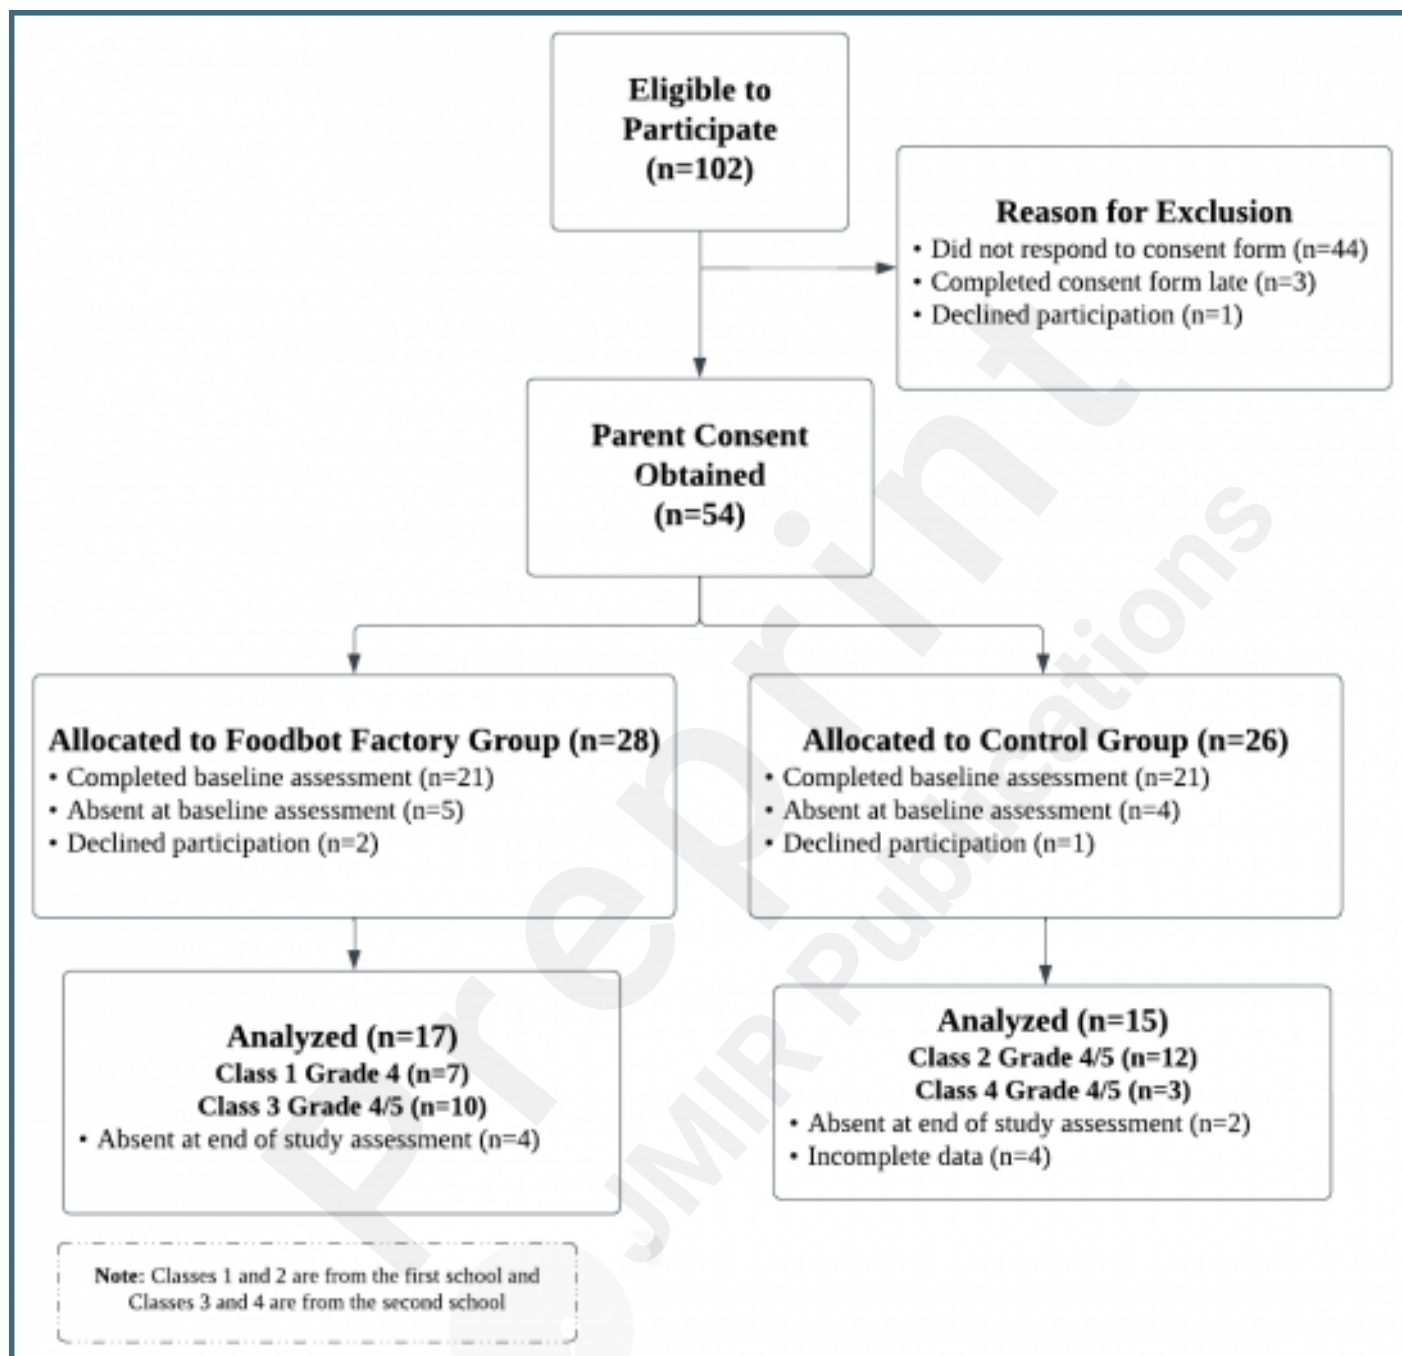 Eligible to
Participate
(n=102)
Reason for Exclusion
• Did not respond to consent form (n=44)
• Completed consent form late (n=3)
• Declined participation (n=1)
Parent Consent
Obtained
(n=54)
Allocated to Foodbot Factory Group (n=28)
• Completed baseline assessment (n=21)
• Absent at baseline assessment (n=5)
• Declined participation (n=2)
Allocated to Control Group (n=26)
• Completed baseline assessment (n=21)
• Absent at baseline assessment (n=4)
• Declined participation (n=1)
Analyzed (n=17)
Class 1 Grade 4 (n=7)
Class 3 Grade 4/5 (n=10)
• Absent at end of study assessment (n=4)
Analyzed (n=15)
Class 2 Grade 4/5 (n=12)
Class 4 Grade 4/5 (n=3)
• Absent at end of study assessment (n=2)
• Incomplete data (n=4)
Note: Classes 1 and 2 are from the first school and
Classes 3 and 4 are from the second school
Preprint
JMIR Publications